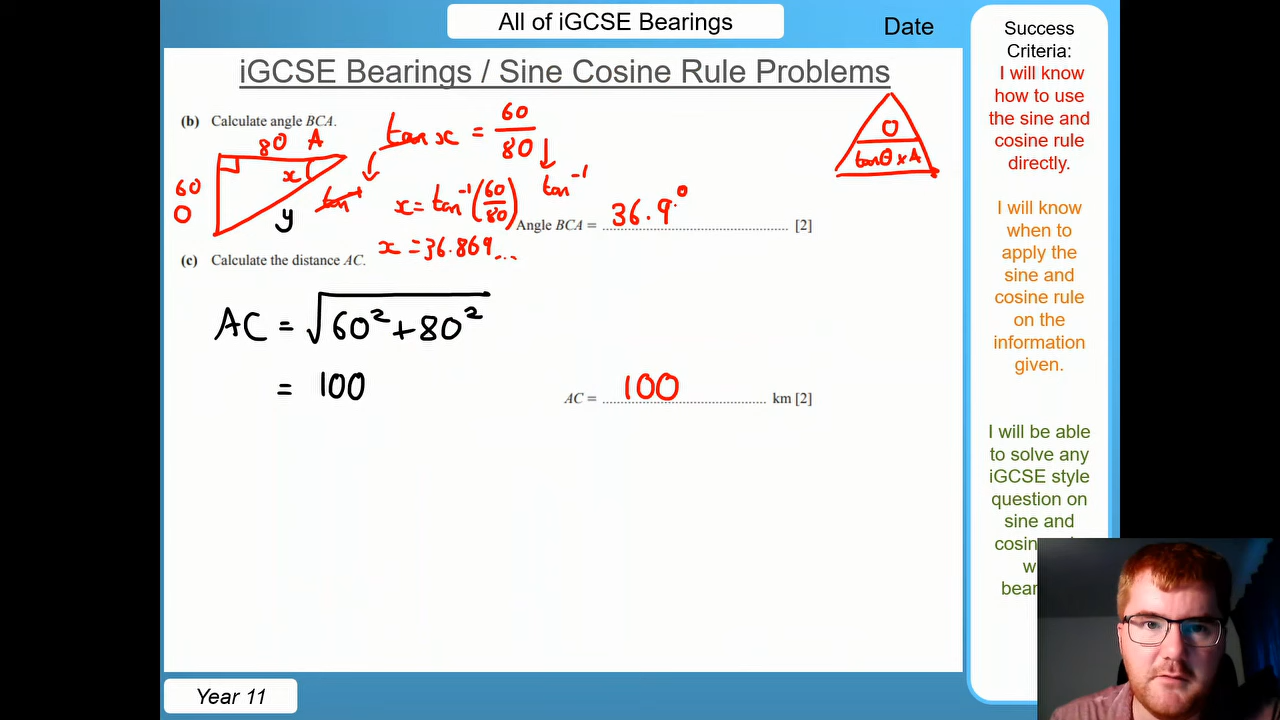 All of iGCSE Bearings
Date
iGCSE Bearings / Sine Cosine Rule Problems
(b) Calculate angle BCA.
80 A
60
O
x
y
tan⁻¹
tan x = 60/80
tan⁻¹
x = tan⁻¹(60/80)
x = 36.869...
O
tanθ × A
Angle BCA = 36.9° [2]
(c) Calculate the distance AC.
AC = √60² + 80²
= 100
AC = 100 km [2]
Year 11
Success
Criteria:
I will know
how to use
the sine and
cosine rule
directly.
I will know
when to
apply the
sine and
cosine rule
on the
information
given.
I will be able
to solve any
iGCSE style
question on
sine and